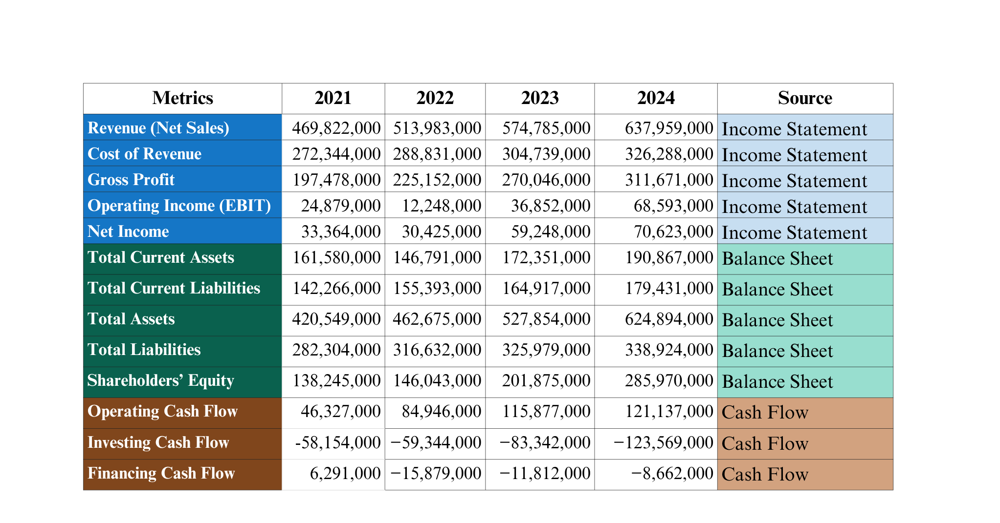 Metrics 2021 2022 2023 2024 Source
Revenue (Net Sales) 469,822,000 513,983,000 574,785,000 637,959,000 Income Statement
Cost of Revenue 272,344,000 288,831,000 304,739,000 326,288,000 Income Statement
Gross Profit 197,478,000 225,152,000 270,046,000 311,671,000 Income Statement
Operating Income (EBIT) 24,879,000 12,248,000 36,852,000 68,593,000 Income Statement
Net Income 33,364,000 30,425,000 59,248,000 70,623,000 Income Statement
Total Current Assets 161,580,000 146,791,000 172,351,000 190,867,000 Balance Sheet
Total Current Liabilities 142,266,000 155,393,000 164,917,000 179,431,000 Balance Sheet
Total Assets 420,549,000 462,675,000 527,854,000 624,894,000 Balance Sheet
Total Liabilities 282,304,000 316,632,000 325,979,000 338,924,000 Balance Sheet
Shareholders’ Equity 138,245,000 146,043,000 201,875,000 285,970,000 Balance Sheet
Operating Cash Flow 46,327,000 84,946,000 115,877,000 121,137,000 Cash Flow
Investing Cash Flow -58,154,000 −59,344,000 −83,342,000 −123,569,000 Cash Flow
Financing Cash Flow 6,291,000 −15,879,000 −11,812,000 −8,662,000 Cash Flow